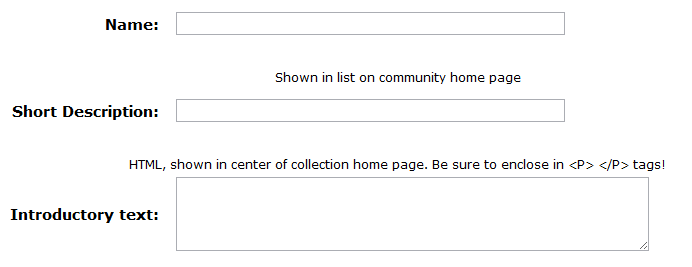 Name:
Shown in list on community home page
Short Description:
HTML, shown in center of collection home page. Be sure to enclose in <P> </P> tags!
Introductory text: